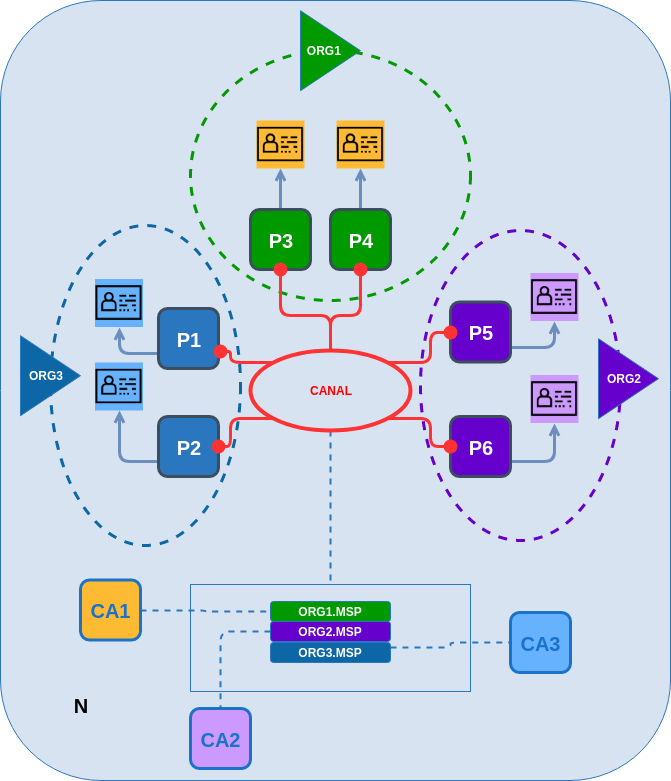 ORG1
P3
P4
P1
P5
ORG3
ORG2
CANAL
P2
P6
CA1
ORG1.MSP
ORG2.MSP
ORG3.MSP
CA3
N
CA2